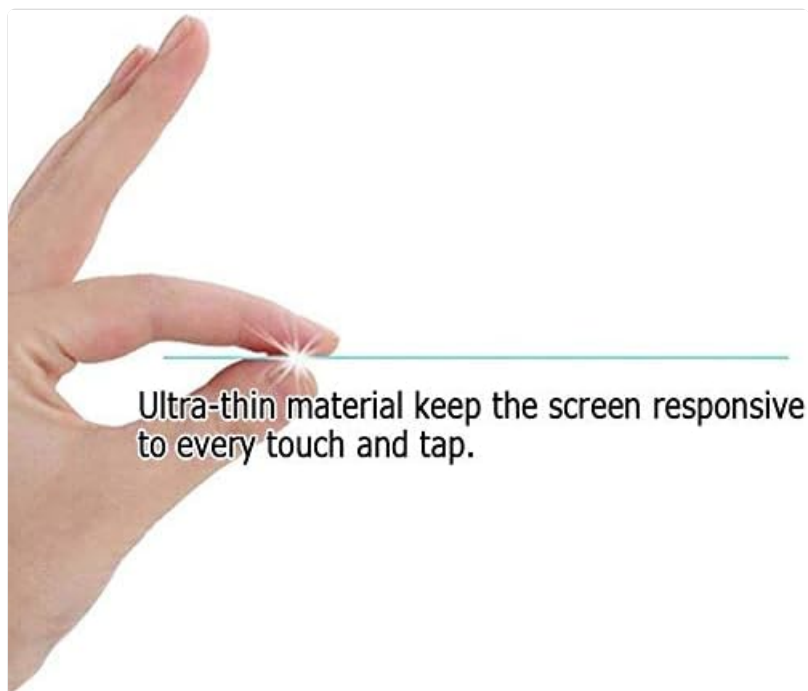 Ultra-thin material keep the screen responsive
to every touch and tap.